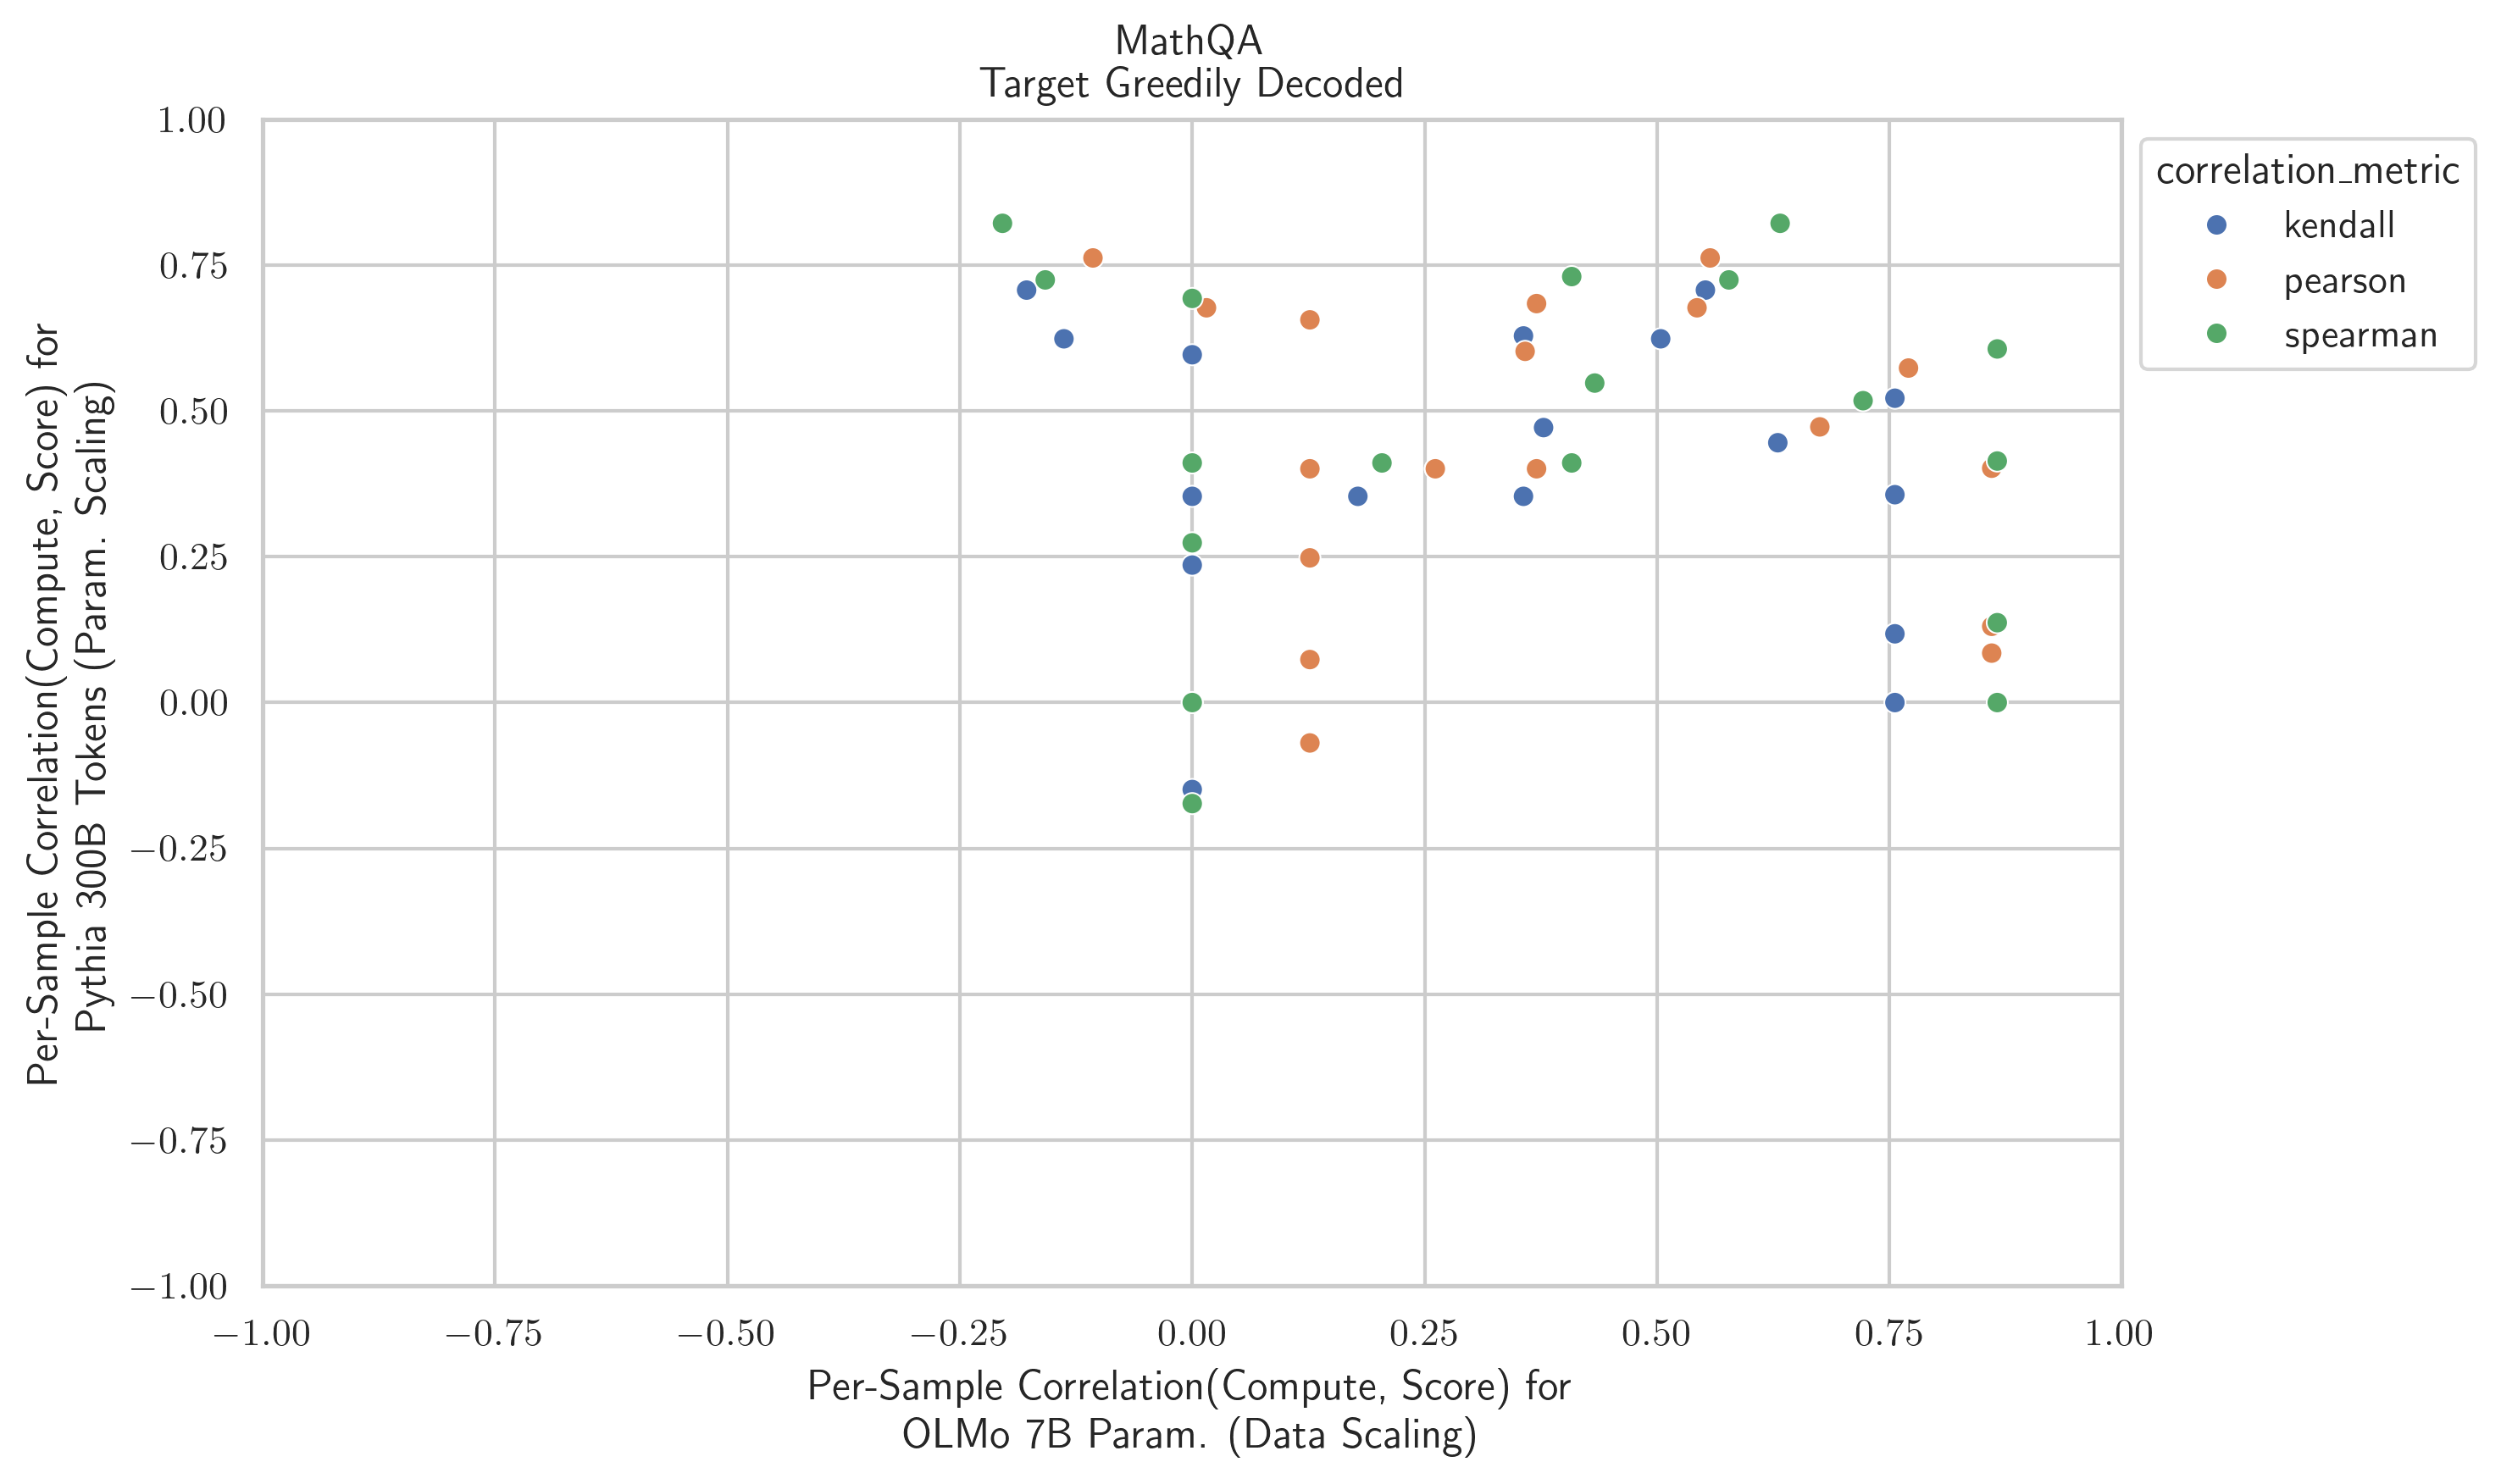 MathQA
Target Greedily Decoded
Per-Sample Correlation(Compute, Score) for
Pythia 300B Tokens (Param. Scaling)
1.00
0.75
0.50
0.25
0.00
−0.25
−0.50
−0.75
−1.00
correlation_metric
kendall
pearson
spearman
−1.00 −0.75 −0.50 −0.25 0.00 0.25 0.50 0.75 1.00
Per-Sample Correlation(Compute, Score) for
OLMo 7B Param. (Data Scaling)